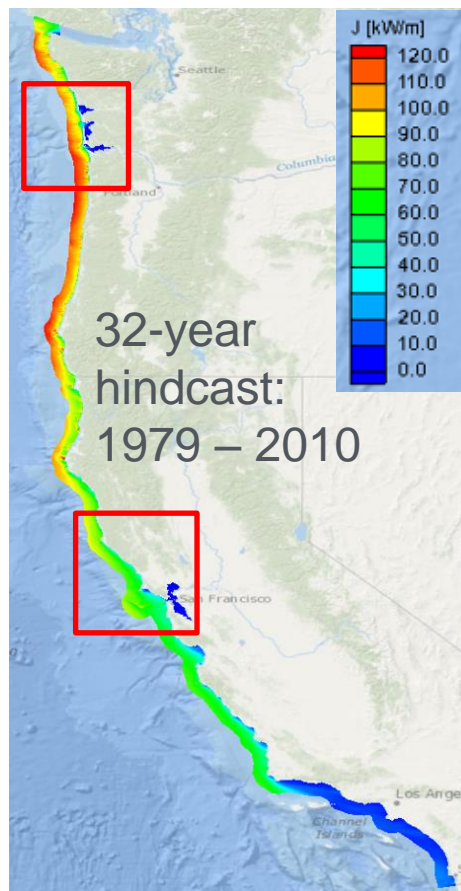 J [kW/m]
120.0
110.0
100.0
90.0
80.0
70.0
60.0
50.0
40.0
30.0
20.0
10.0
0.0
Seattle
Columbia
Portland
32-year
hindcast:
1979 – 2010
San Francisco
Los Ange
Channel
Islands